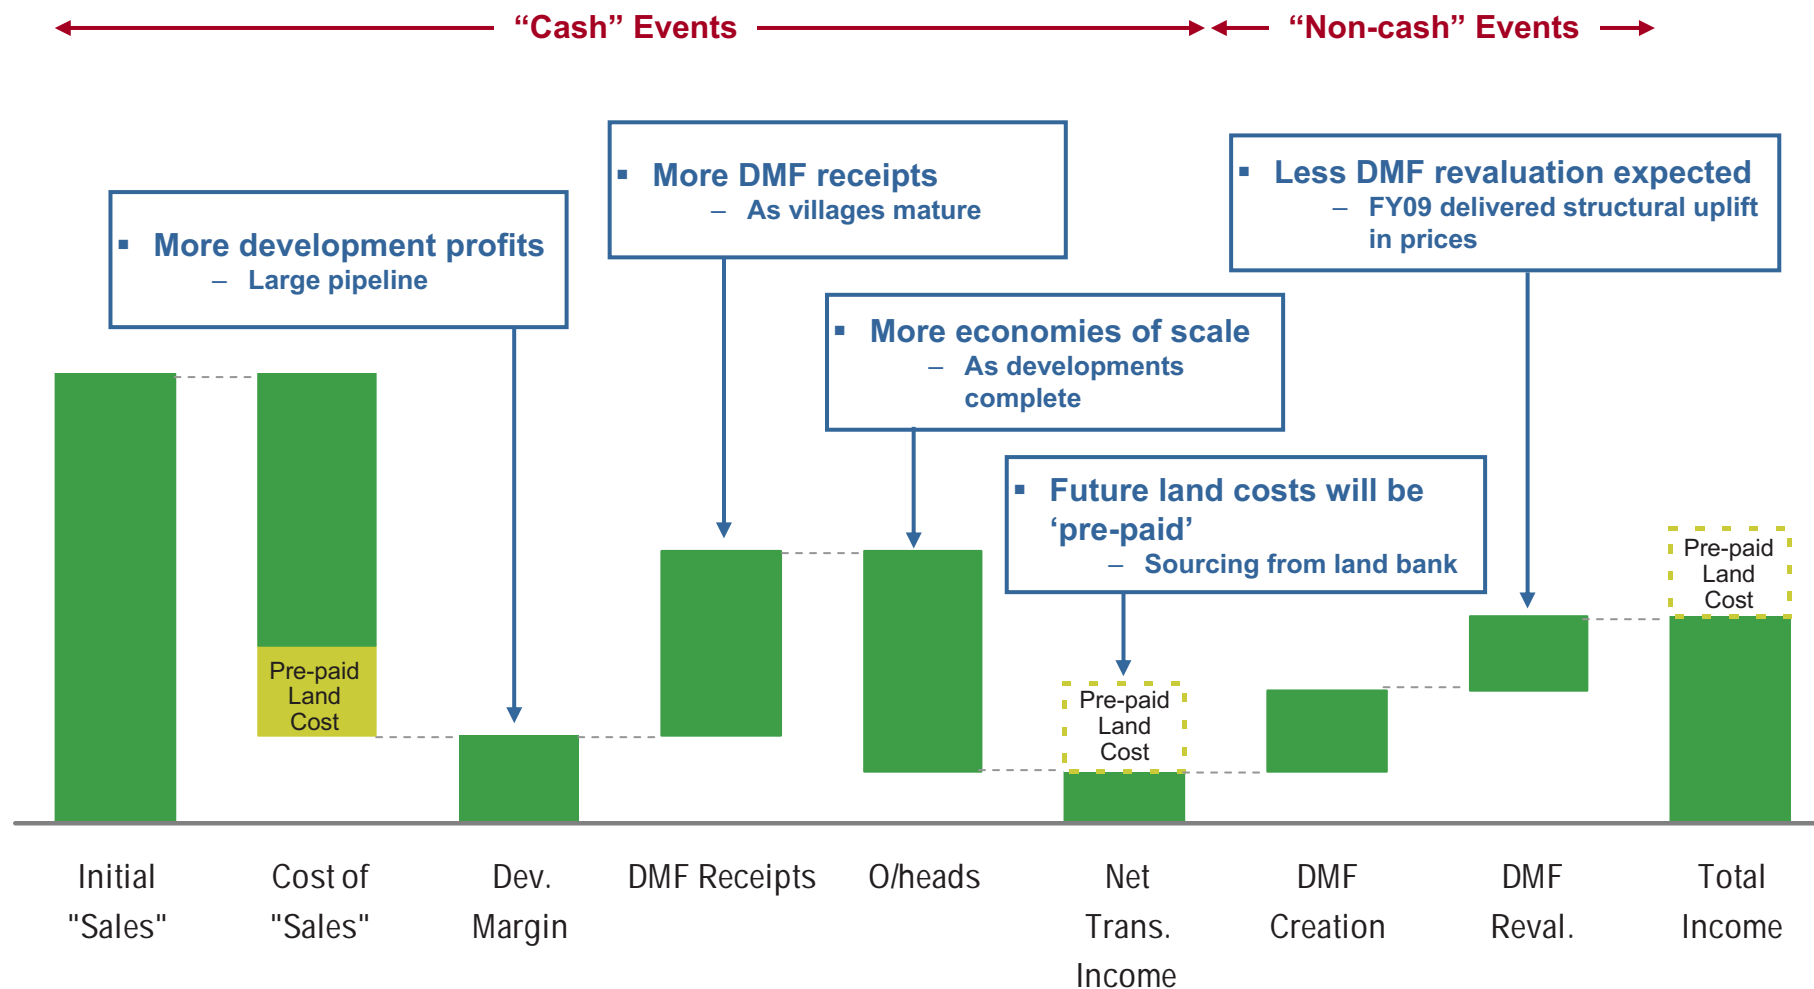 “Cash” Events
“Non-cash” Events
▪ More development profits
– Large pipeline
▪ More DMF receipts
– As villages mature
▪ More economies of scale
– As developments
complete
▪ Future land costs will be
‘pre-paid’
– Sourcing from land bank
▪ Less DMF revaluation expected
– FY09 delivered structural uplift
in prices
Pre-paid
Land
Cost
Pre-paid
Land
Cost
Pre-paid
Land
Cost
Initial
"Sales"
Cost of
"Sales"
Dev.
Margin
DMF Receipts
O/heads
Net
Trans.
Income
DMF
Creation
DMF
Reval.
Total
Income